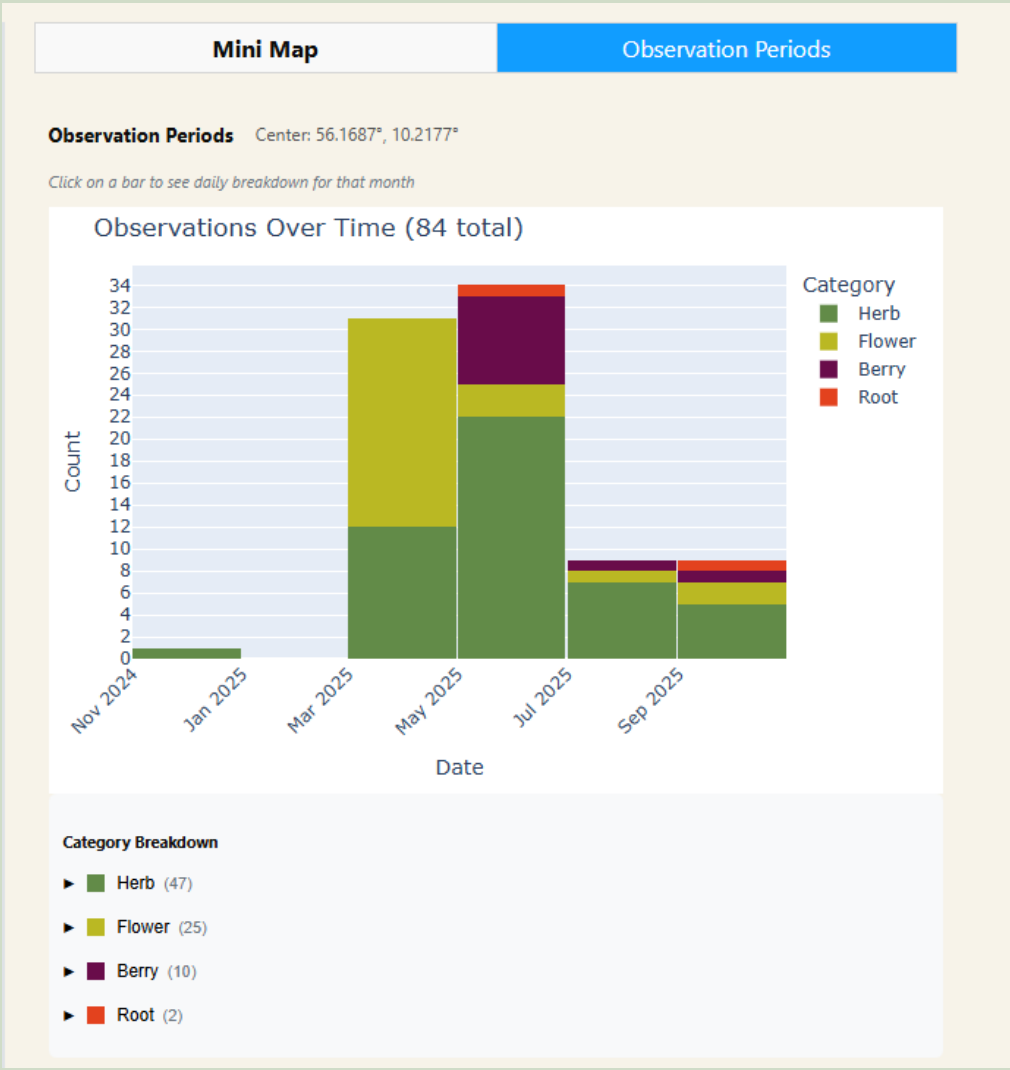 Mini Map
Observation Periods
Observation Periods Center: 56.1687°, 10.2177°
Click on a bar to see daily breakdown for that month
Observations Over Time (84 total)
Category
Herb
Flower
Berry
Root
Count
34
32
30
28
26
24
22
20
18
16
14
12
10
8
6
4
2
0
Nov 2024
Jan 2025
Mar 2025
May 2025
Jul 2025
Sep 2025
Date
Category Breakdown
► Herb (47)
► Flower (25)
► Berry (10)
► Root (2)